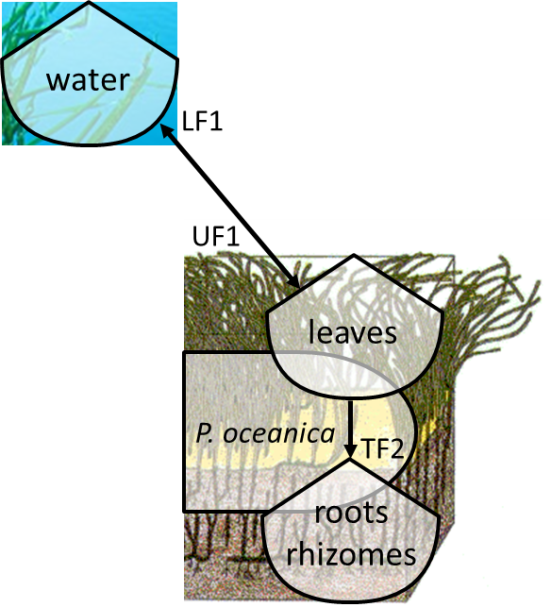 water
LF1
UF1
leaves
P. oceanica
TF2
roots
rhizomes